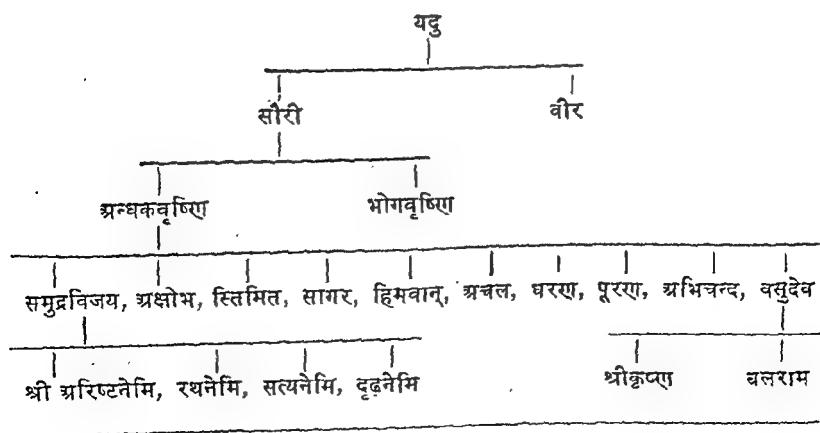 यदु
सौरी वीर
अन्धकवृष्णि भोगवृष्णि
समुद्रविजय, अक्षोभ, स्तिमित, सागर, हिमवान्, अचल, धरण, पूरण, अभिचन्द, वसुदेव
श्री अरिष्टनेमि, रथनेमि, सत्यनेमि, दृढ़नेमि श्रीकृष्ण बलराम